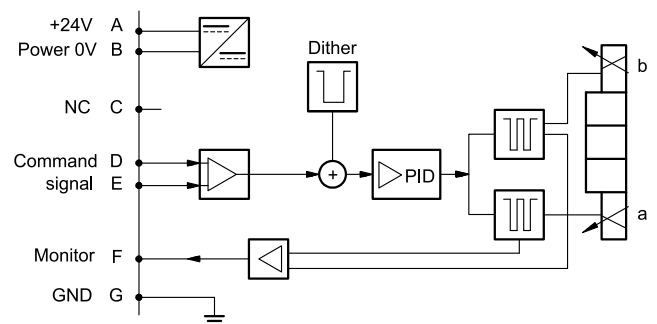 +24V A
Power 0V B
Dither
b
NC C
Command D
signal E
+
PID
a
Monitor F
GND G